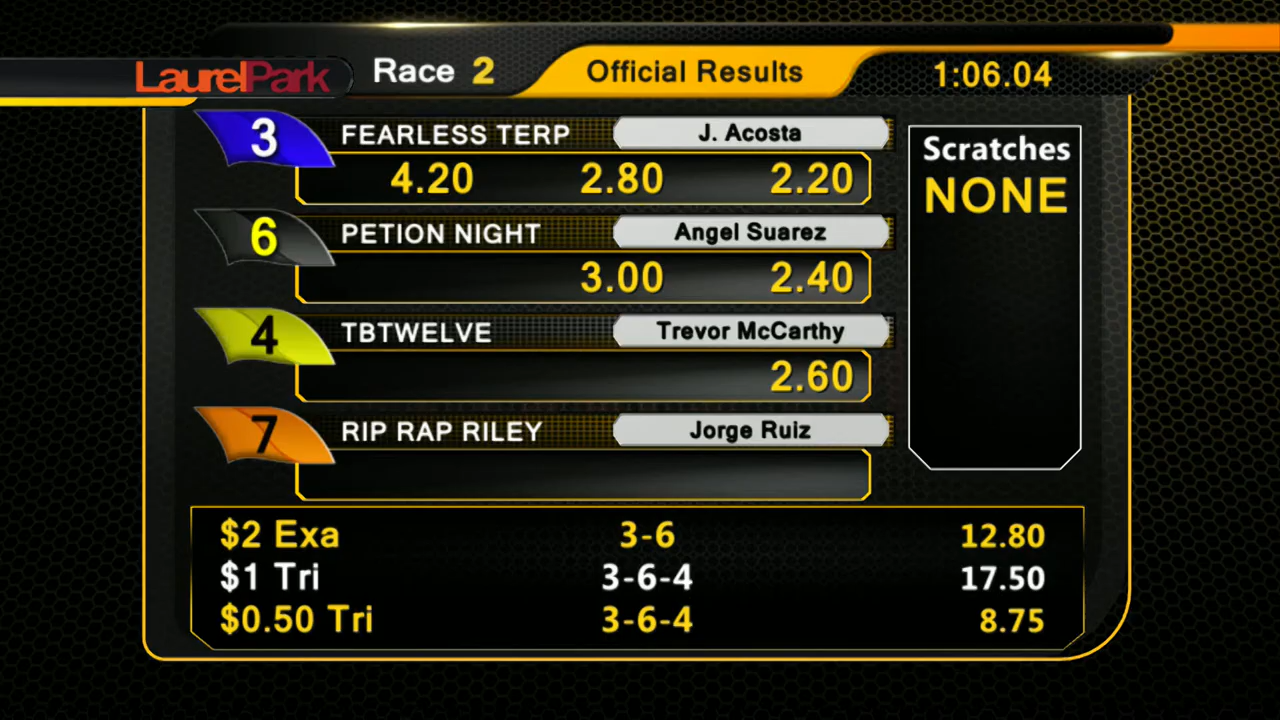 LaurelPark Race 2 Official Results 1:06.04
3 FEARLESS TERP J. Acosta
4.20 2.80 2.20
6 PETION NIGHT Angel Suarez
3.00 2.40
4 TBTWELVE Trevor McCarthy
2.60
7 RIP RAP RILEY Jorge Ruiz
Scratches
NONE
$2 Exa 3-6 12.80
$1 Tri 3-6-4 17.50
$0.50 Tri 3-6-4 8.75